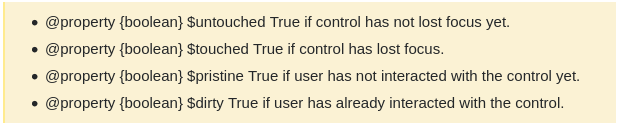 • @property {boolean} $untouched True if control has not lost focus yet.
• @property {boolean} $touched True if control has lost focus.
• @property {boolean} $pristine True if user has not interacted with the control yet.
• @property {boolean} $dirty True if user has already interacted with the control.